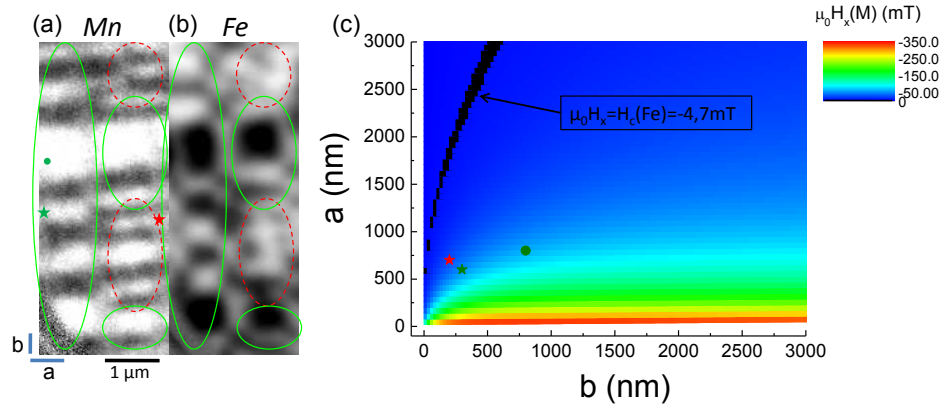 (a) Mn (b) Fe
b
a
1 µm
(c)
a (nm)
3000
2500
2000
1500
1000
500
0
0 500 1000 1500 2000 2500 3000
b (nm)
µ₀Hₓ=H꜀(Fe)=-4,7mT
µ₀Hₓ(M) (mT)
-350.0
-250.0
-150.0
-50.00
0